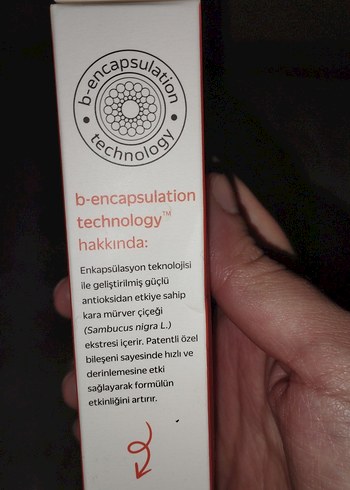 b-encapsulation
technology
b-encapsulation
technology™
hakkında:
Enkapsülasyon teknolojisi
ile geliştirilmiş güçlü
antioksidan etkiye sahip
kara mürver çiçeği
(Sambucus nigra L.)
ekstresi içerir. Patentli özel
bileşeni sayesinde hızlı ve
derinlemesine etki
sağlayarak formülün
etkinliğini artırır.